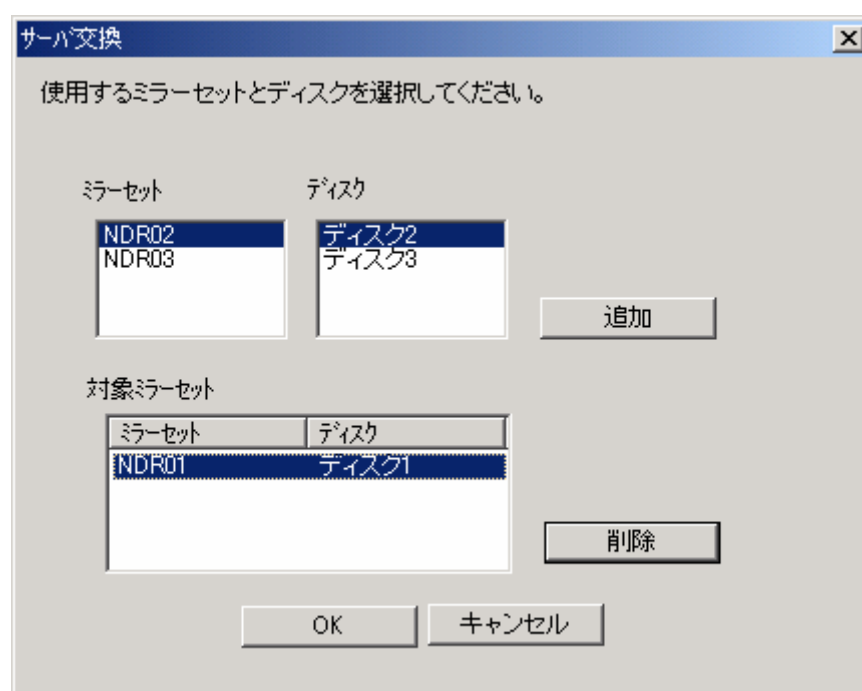 サーバ交換
使用するミラーセットとディスクを選択してください。
ミラーセット ディスク
NDR02 ディスク2
NDR03 ディスク3
追加
対象ミラーセット
ミラーセット ディスク
NDR01 ディスク1
削除
OK キャンセル